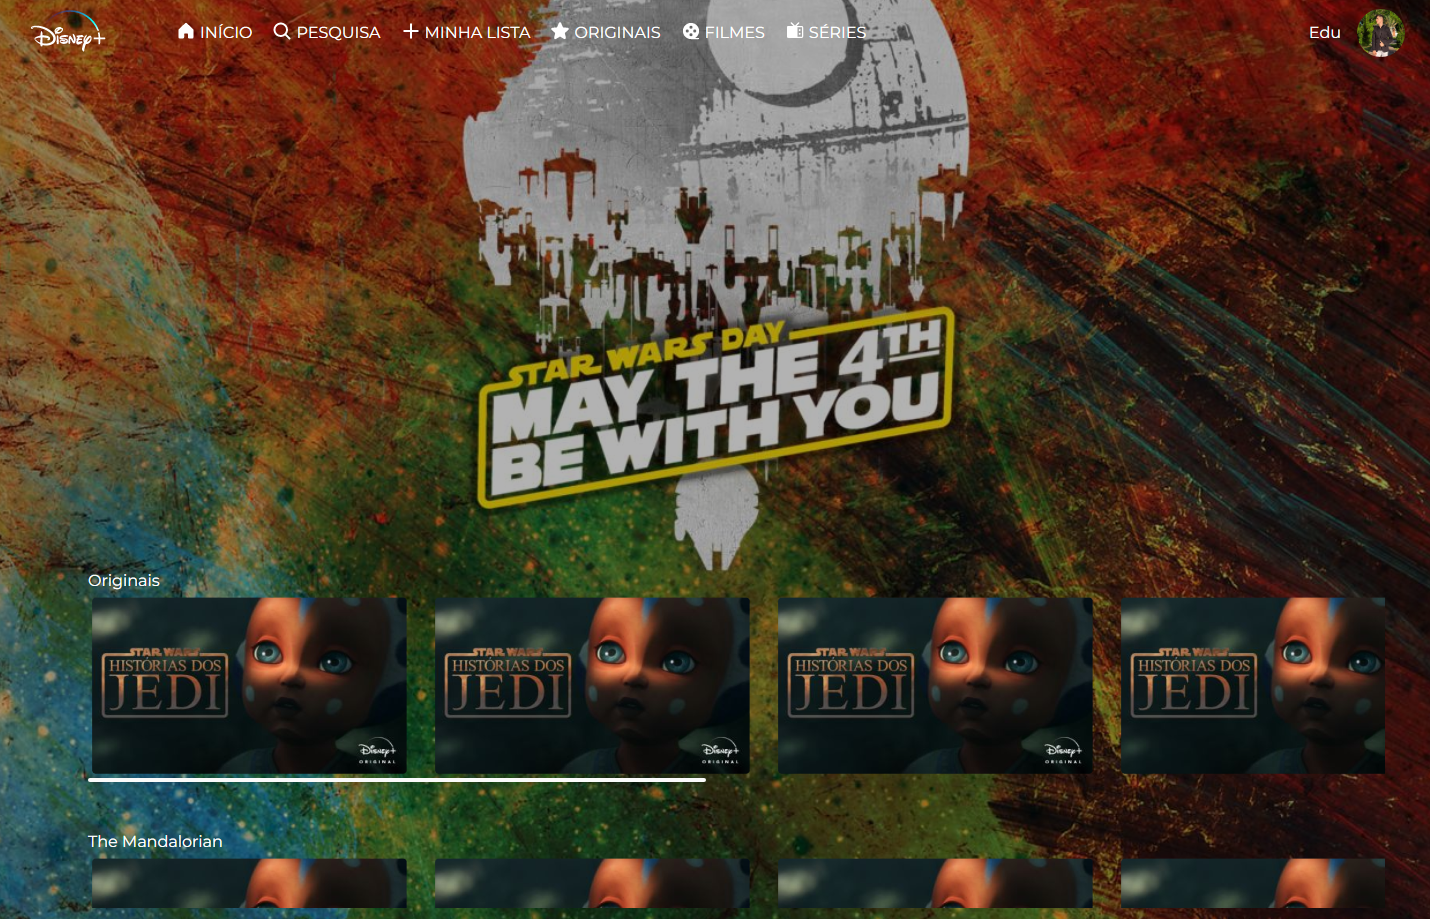 Disney+
INÍCIO
PESQUISA
MINHA LISTA
ORIGINAIS
FILMES
SÉRIES
Edu
STAR WARS DAY
MAY THE 4TH
BE WITH YOU
Originais
STAR WARS
HISTÓRIAS DOS
JEDI
Disney+
ORIGINAL
STAR WARS
HISTÓRIAS DOS
JEDI
Disney+
ORIGINAL
STAR WARS
HISTÓRIAS DOS
JEDI
Disney+
ORIGINAL
STAR WARS
HISTÓRIAS DOS
JEDI
The Mandalorian